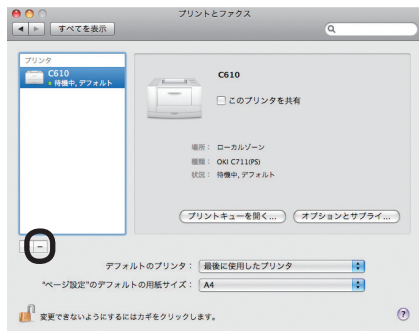 プリントとファクス
すべてを表示
プリンタ
C610
待機中, デフォルト
C610
このプリンタを共有
場所： ローカルゾーン
種類： OKI C711(PS)
状況： 待機中, デフォルト
プリントキューを開く... オプションとサプライ...
デフォルトのプリンタ： 最後に使用したプリンタ
"ページ設定"のデフォルトの用紙サイズ： A4
変更できないようにするにはカギをクリックします。